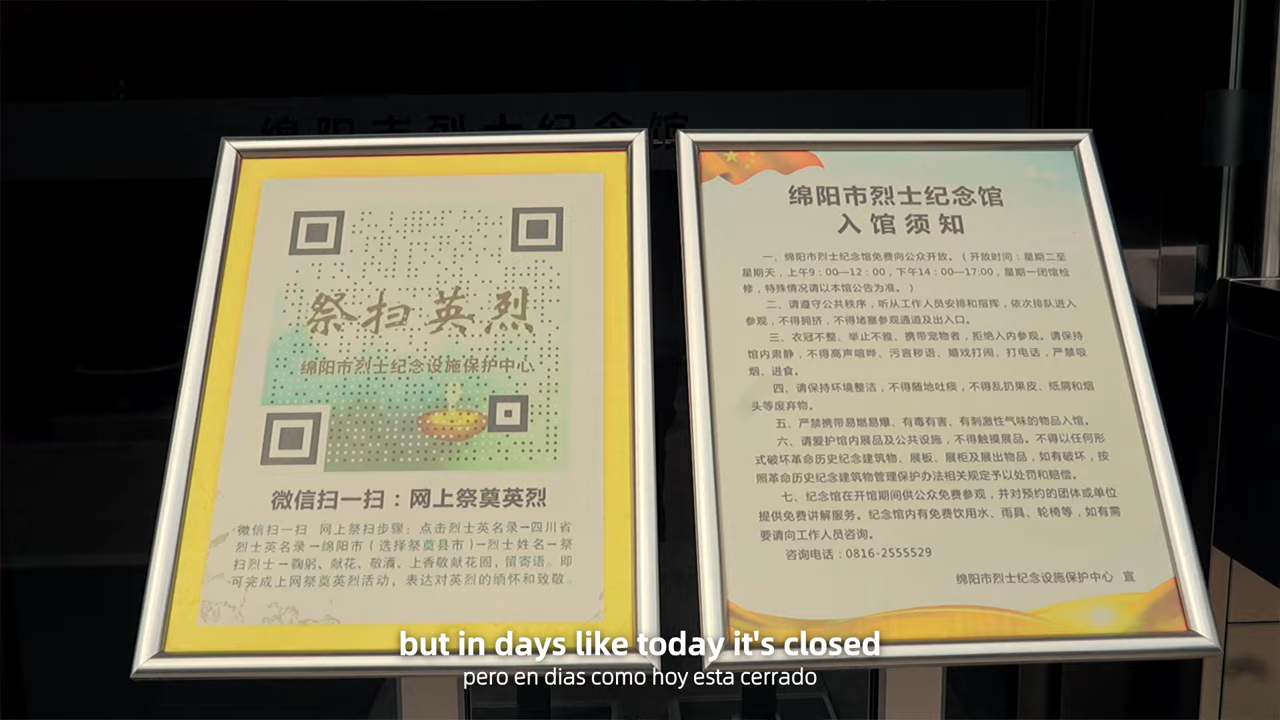 绵阳市烈士纪念馆
祭扫英烈
绵阳市烈士纪念设施保护中心
微信扫一扫：网上祭奠英烈
微信扫一扫 网上祭扫步骤：点击烈士英名录→四川省
烈士英名录→绵阳市（选择祭奠县市）→烈士姓名→祭
扫烈士→鞠躬、献花、敬酒、上香敬献花圈，留寄语。即
可完成上网祭奠英烈活动，表达对英烈的缅怀和致敬。
绵阳市烈士纪念馆
入馆须知
一、绵阳市烈士纪念馆免费向公众开放。（开放时间：星期二至
星期天，上午9：00—12：00，下午14：00—17:00，星期一闭馆检
修，特殊情况请以本馆公告为准。）
二、请遵守公共秩序，听从工作人员安排和指挥，依次排队进入
参观，不得拥挤，不得堵塞参观通道及出入口。
三、衣冠不整、举止不雅、携带宠物者，拒绝入内参观。请保持
馆内肃静，不得高声喧哗、污言秽语、嬉戏打闹、打电话，严禁吸
烟、进食。
四、请保持环境整洁，不得随地吐痰，不得乱扔果皮、纸屑和烟
头等废弃物。
五、严禁携带易燃易爆、有毒有害、有刺激性气味的物品入馆。
六、请爱护馆内展品及公共设施，不得触摸展品。不得以任何形
式破坏革命历史纪念建筑物、展板、展柜及展出物品，如有破坏，按
照革命历史纪念建筑物管理保护办法相关规定予以处罚和赔偿。
七、纪念馆在开馆期间供公众免费参观，并对预约的团体或单位
提供免费讲解服务。纪念馆内有免费饮用水、雨具、轮椅等，如有需
要请向工作人员咨询。
咨询电话：0816-2555529
绵阳市烈士纪念设施保护中心 宣
but in days like today it's closed
pero en dias como hoy esta cerrado